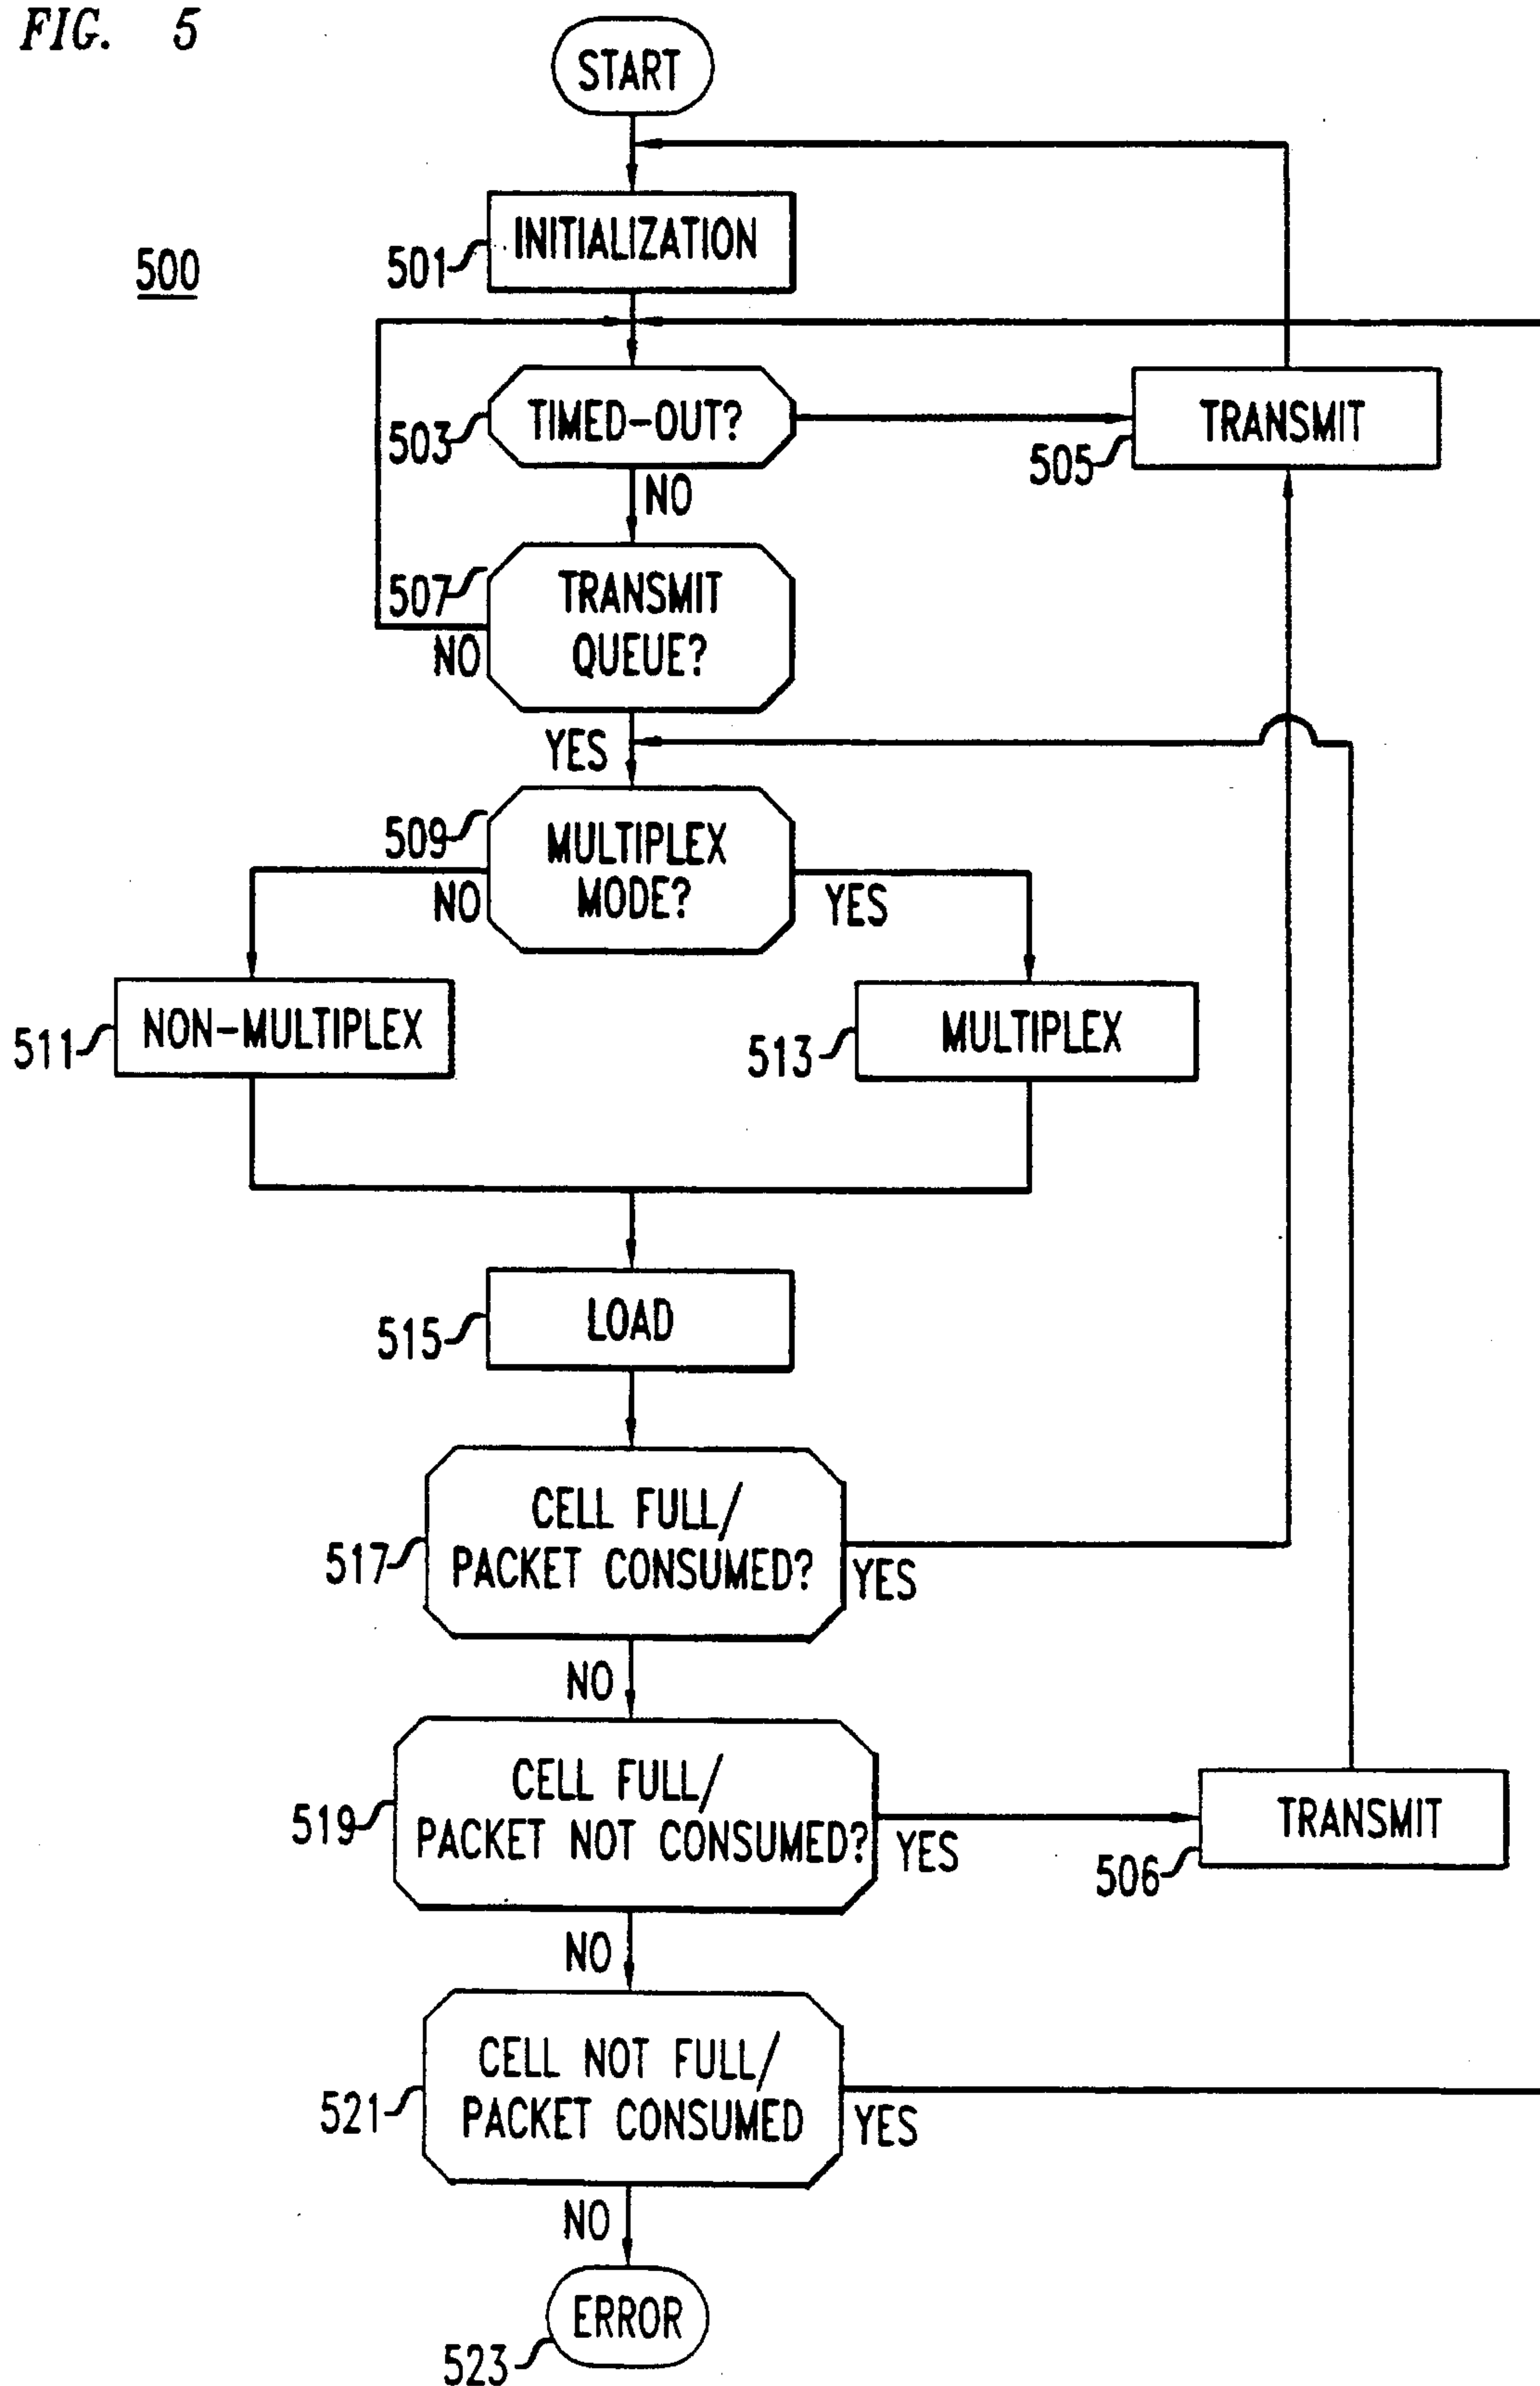 FIG. 5
START
INITIALIZATION
501
500
TIMED-OUT?
503
TRANSMIT
505
NO
507
TRANSMIT
QUEUE?
NO
YES
509
MULTIPLEX
MODE?
NO
YES
NON-MULTIPLEX
511
MULTIPLEX
513
LOAD
515
CELL FULL/
PACKET CONSUMED?
517
YES
NO
CELL FULL/
PACKET NOT CONSUMED?
519
YES
TRANSMIT
506
NO
CELL NOT FULL/
PACKET CONSUMED
521
YES
NO
ERROR
523